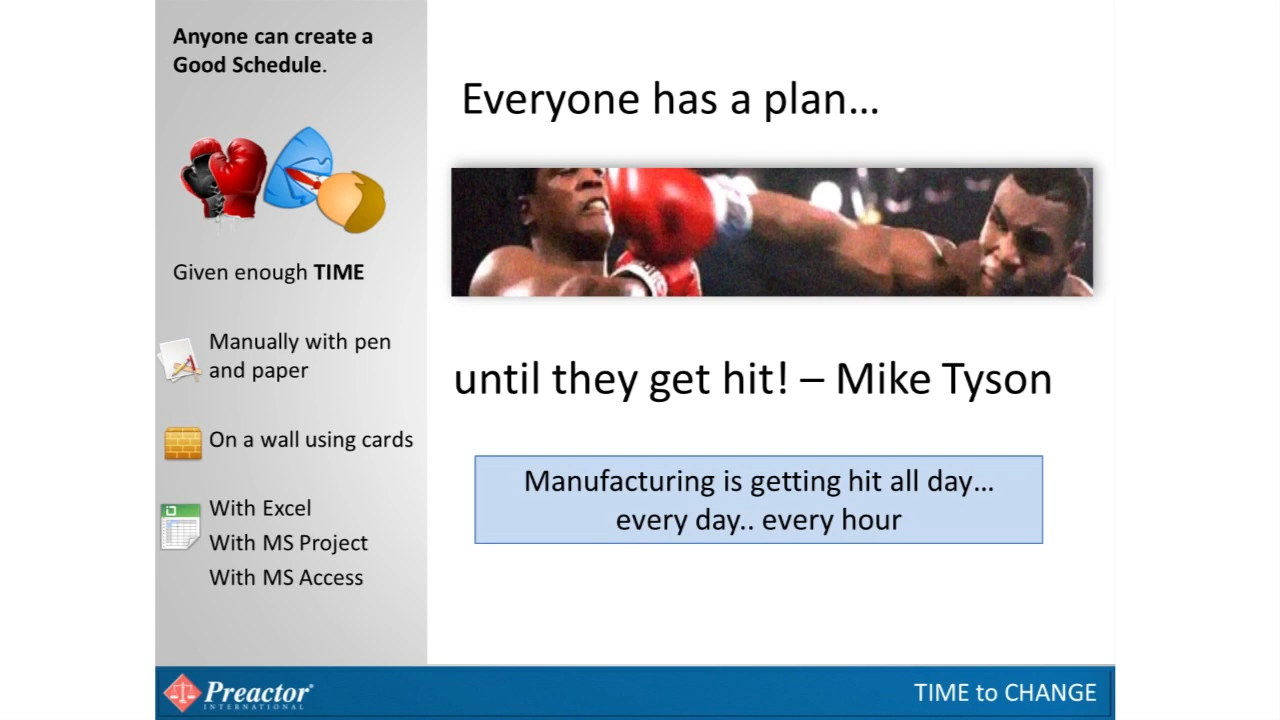 Anyone can create a
Good Schedule.
Given enough TIME
Manually with pen
and paper
On a wall using cards
With Excel
With MS Project
With MS Access
Everyone has a plan…
until they get hit! – Mike Tyson
Manufacturing is getting hit all day…
every day.. every hour
Preactor
INTERNATIONAL
TIME to CHANGE